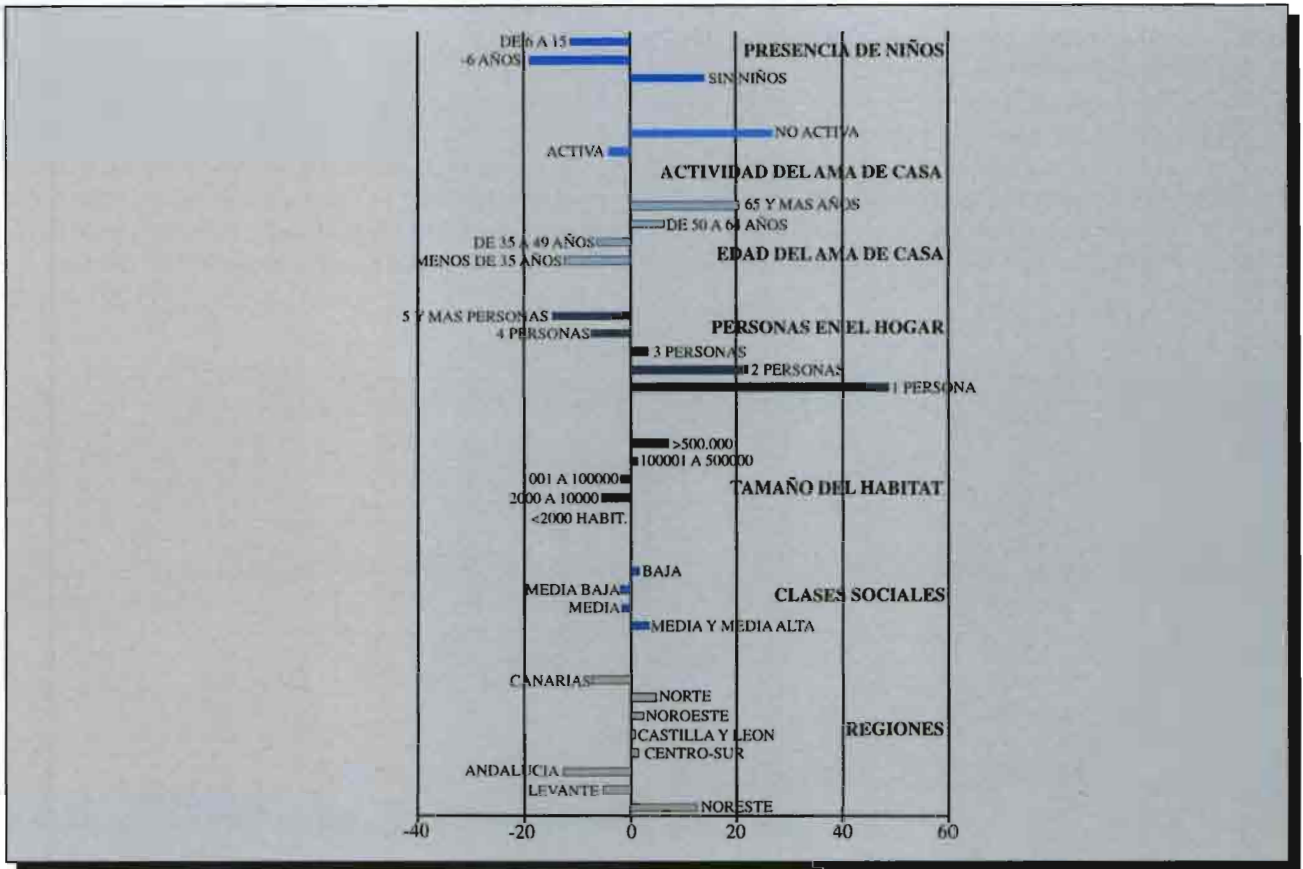 DE 6 A 15
PRESENCIA DE NIÑOS
-6 AÑOS
SIN NIÑOS
NO ACTIVA
ACTIVA
ACTIVIDAD DEL AMA DE CASA
65 Y MAS AÑOS
DE 50 A 64 AÑOS
DE 35 A 49 AÑOS
EDAD DEL AMA DE CASA
MENOS DE 35 AÑOS
5 Y MAS PERSONAS
PERSONAS EN EL HOGAR
4 PERSONAS
3 PERSONAS
2 PERSONAS
1 PERSONA
>500.000
100001 A 500000
001 A 100000
TAMAÑO DEL HABITAT
2000 A 10000
<2000 HABIT.
BAJA
MEDIA BAJA
CLASES SOCIALES
MEDIA
MEDIA Y MEDIA ALTA
CANARIAS
NORTE
NOROESTE
REGIONES
CASTILLA Y LEON
CENTRO-SUR
ANDALUCIA
LEVANTE
NORESTE
-40 -20 0 20 40 60